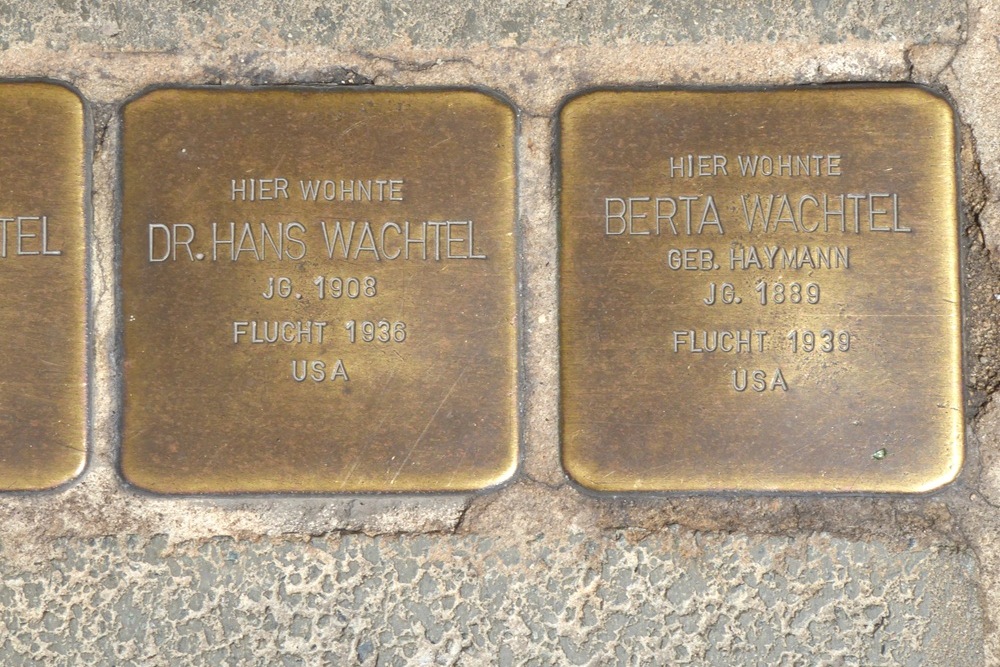 TEL
HIER WOHNTE
DR. HANS WACHTEL
JG. 1908
FLUCHT 1936
USA
HIER WOHNTE
BERTA WACHTEL
GEB. HAYMANN
JG. 1889
FLUCHT 1939
USA